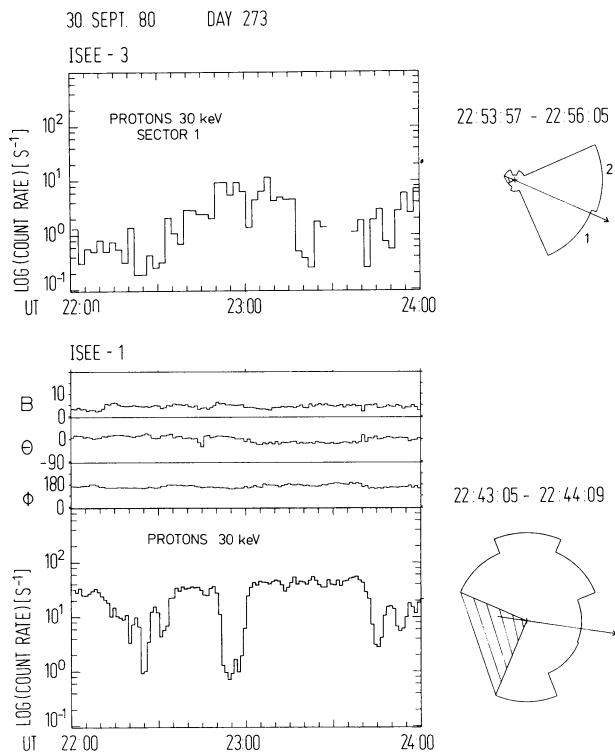 30. SEPT. 80 DAY 273
ISEE - 3
LOG (COUNT RATE) [S⁻¹]
10²
10¹
10⁰
10⁻¹
PROTONS 30 keV
SECTOR 1
UT 22:00 23:00 24:00
22:53:57 - 22:56:05
2
1
ISEE - 1
B
10
0
Θ
0
-90
Φ
180
0
LOG (COUNT RATE) [S⁻¹]
10²
10¹
10⁰
10⁻¹
PROTONS 30 keV
UT 22:00 23:00 24:00
22:43:05 - 22:44:09